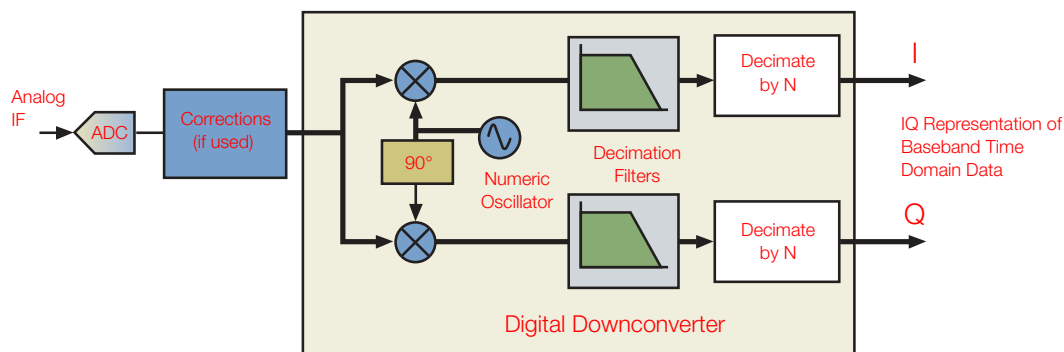 Analog
IF
ADC
Corrections
(if used)
90°
Numeric
Oscillator
Decimation
Filters
Decimate
by N
Decimate
by N
I
Q
IQ Representation of
Baseband Time
Domain Data
Digital Downconverter